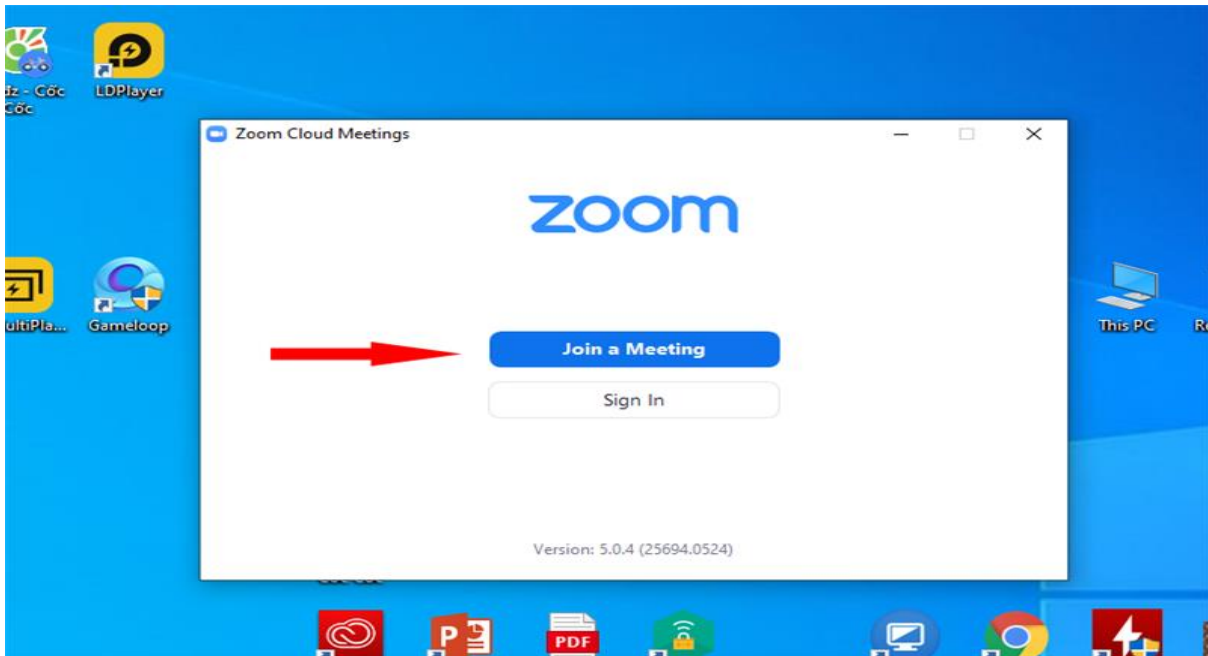 dz - Cốc
Cốc
LDPlayer
Zoom Cloud Meetings
zoom
ultiPla...
Gameloop
Join a Meeting
This PC
Sign In
Version: 5.0.4 (25694.0524)
P
PDF